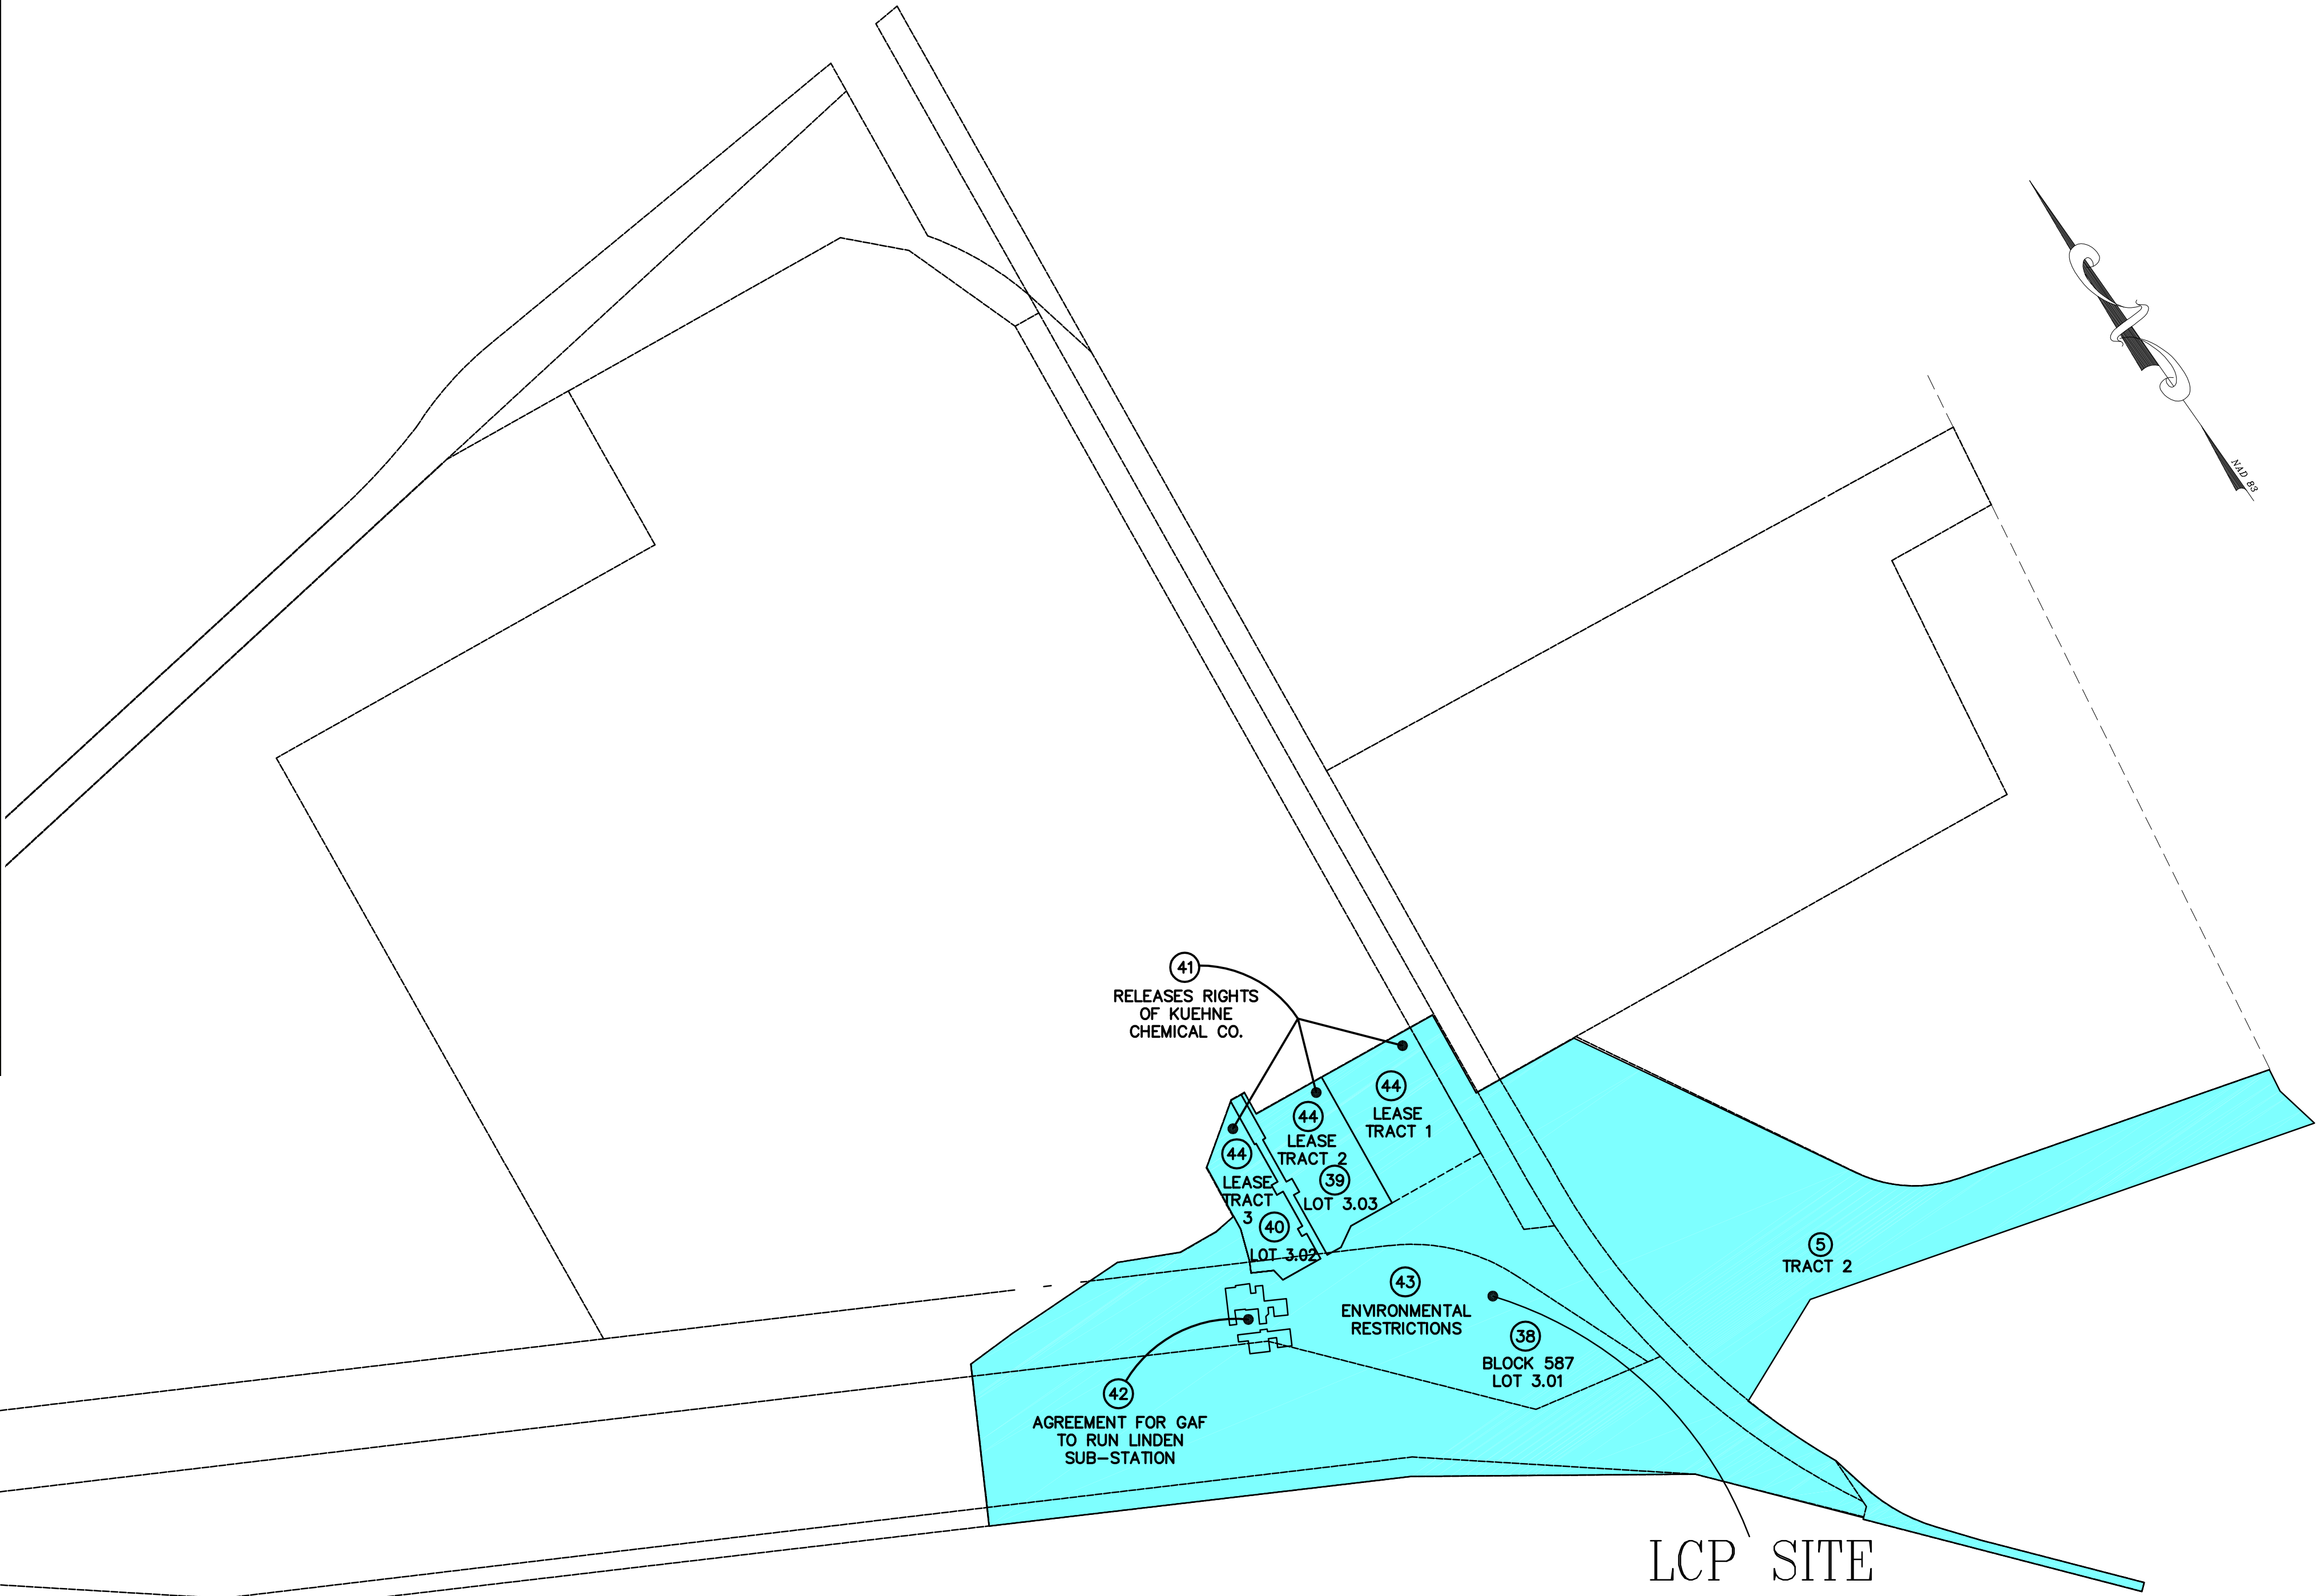 NAD 83
41
RELEASES RIGHTS
OF KUEHNE
CHEMICAL CO.
44
LEASE
TRACT 1
44
LEASE
TRACT 2
39
LOT 3.03
44
LEASE
TRACT
3
40
LOT 3.02
5
TRACT 2
43
ENVIRONMENTAL
RESTRICTIONS
38
BLOCK 587
LOT 3.01
42
AGREEMENT FOR GAF
TO RUN LINDEN
SUB-STATION
LCP SITE